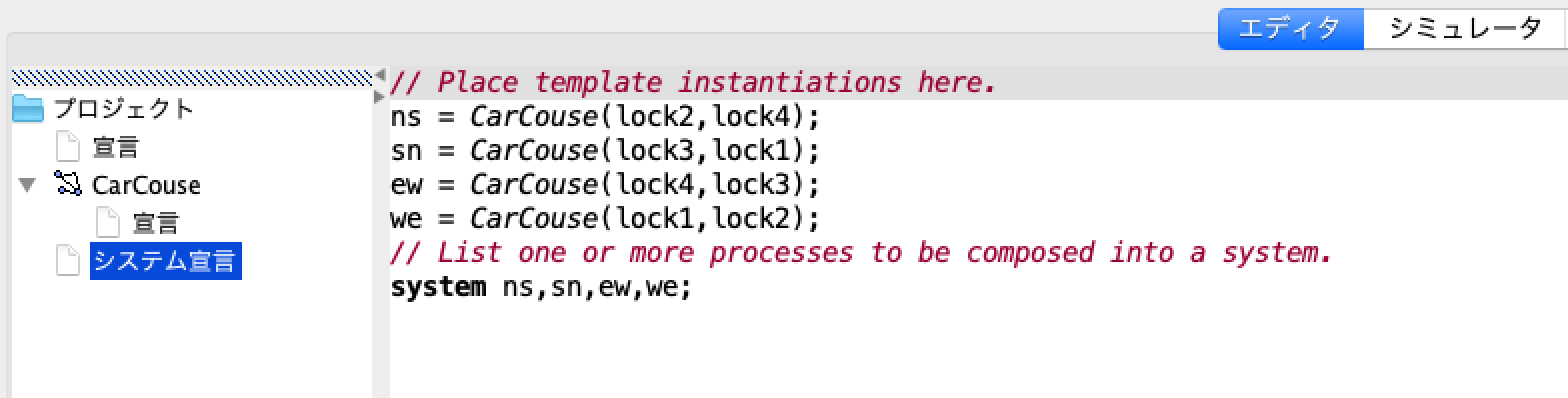 エディタ シミュレータ
プロジェクト
宣言
CarCouse
宣言
システム宣言
// Place template instantiations here.
ns = CarCouse(lock2,lock4);
sn = CarCouse(lock3,lock1);
ew = CarCouse(lock4,lock3);
we = CarCouse(lock1,lock2);
// List one or more processes to be composed into a system.
system ns,sn,ew,we;